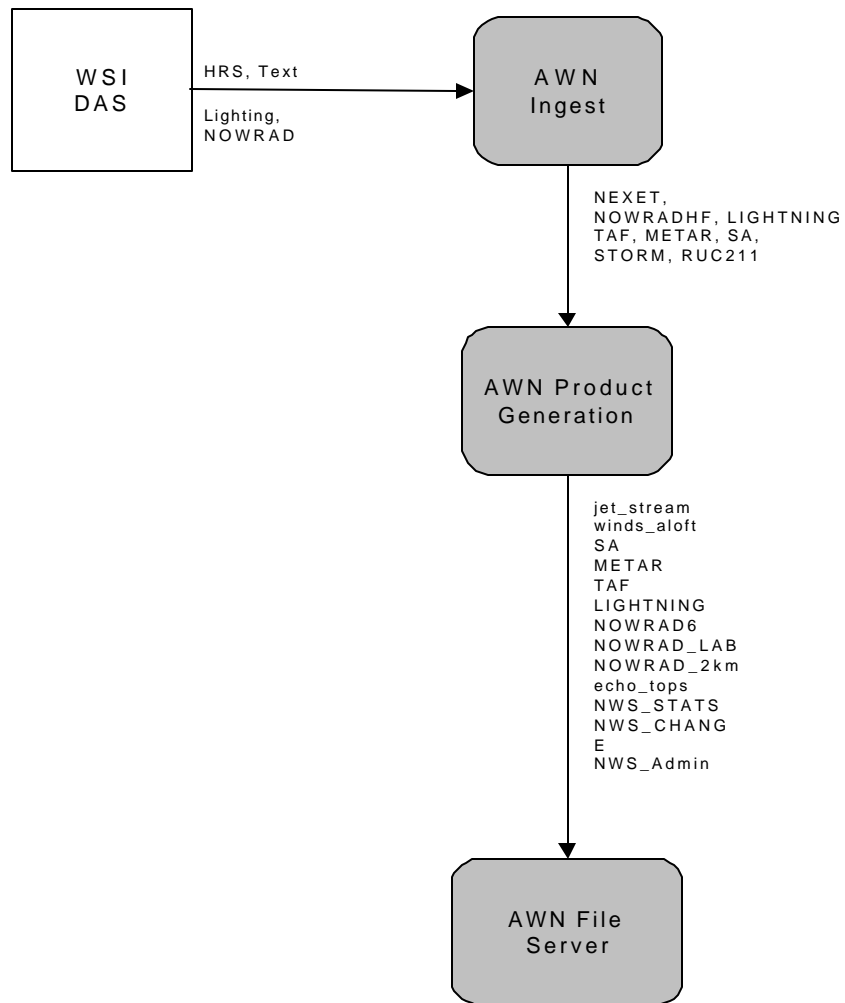 WSI
DAS
HRS, Text
Lighting,
NOWRAD
AWN
Ingest
NEXET,
NOWRADHF, LIGHTNING
TAF, METAR, SA,
STORM, RUC211
AWN Product
Generation
jet_stream
winds_aloft
SA
METAR
TAF
LIGHTNING
NOWRAD6
NOWRAD_LAB
NOWRAD_2km
echo_tops
NWS_STATS
NWS_CHANG
E
NWS_Admin
AWN File
Server